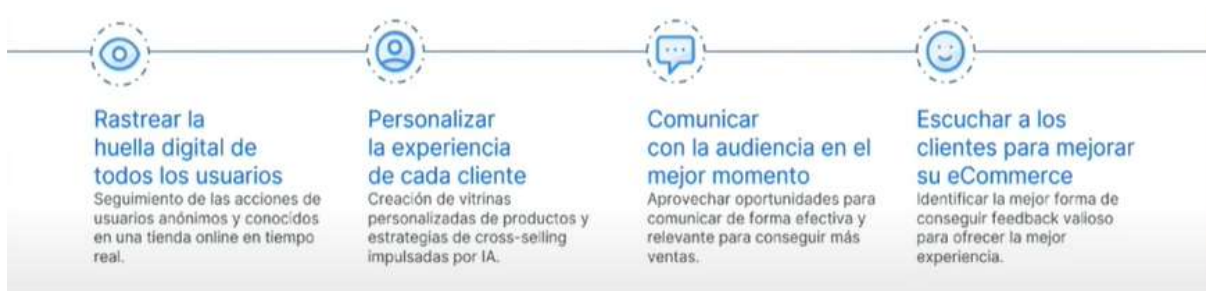 Rastrear la
huella digital de
todos los usuarios
Seguimiento de las acciones de
usuarios anónimos y conocidos
en una tienda online en tiempo
real.
Personalizar
la experiencia
de cada cliente
Creación de vitrinas
personalizadas de productos y
estrategias de cross-selling
impulsadas por IA.
Comunicar
con la audiencia en el
mejor momento
Aprovechar oportunidades para
comunicar de forma efectiva y
relevante para conseguir más
ventas.
Escuchar a los
clientes para mejorar
su eCommerce
Identificar la mejor forma de
conseguir feedback valioso
para ofrecer la mejor
experiencia.